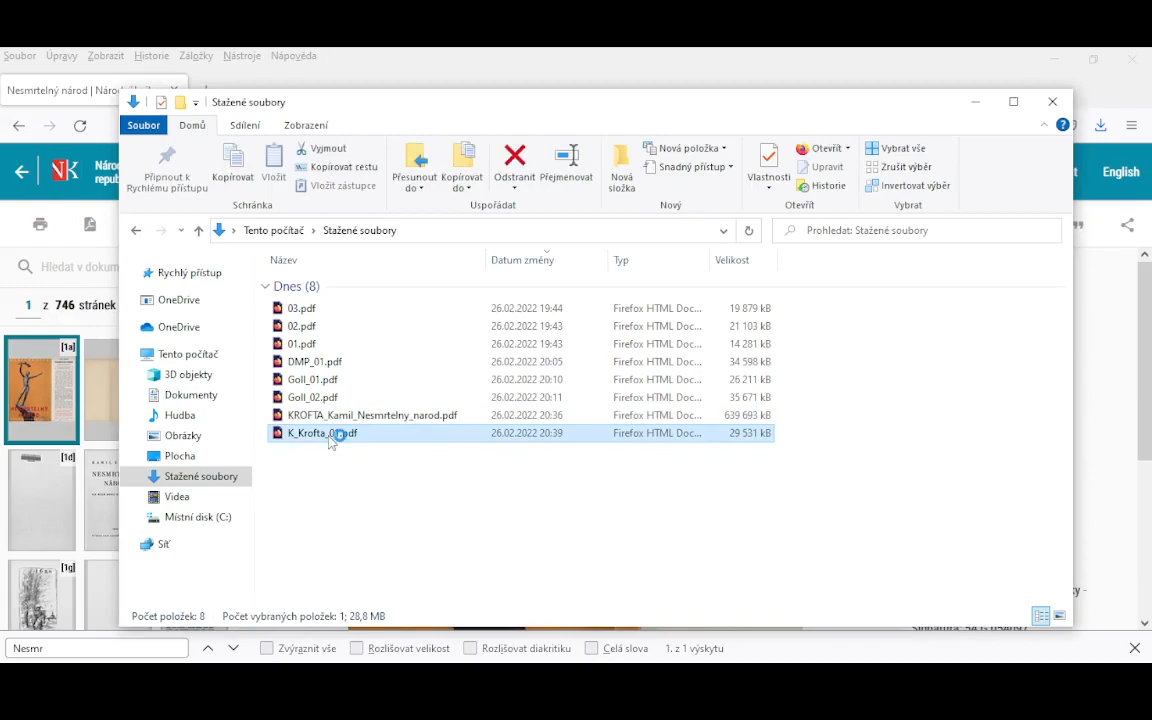 Soubor Úpravy Zobrazit Historie Záložky Nástroje Nápověda
Nesmrtelný národ | Náro
Stažené soubory
Soubor Domů Sdílení Zobrazení
Připnout k Rychlému přístupu
Kopírovat
Vložit
Vyjmout
Kopírovat cestu
Vložit zástupce
Schránka
Přesunout do
Kopírovat do
Odstranit
Přejmenovat
Uspořádat
Nová složka
Nová položka
Snadný přístup
Nový
Vlastnosti
Otevřít
Upravit
Historie
Otevřít
Vybrat vše
Zrušit výběr
Invertovat výběr
Vybrat
NK
Náro
repub
t
English
Tento počítač › Stažené soubory
Prohledat: Stažené soubory
Hledat v dokum
1 z 746 stránek
[1a]
[1d]
KAMIL
NESMR
NÁRO
[1g]
Rychlý přístup
OneDrive
OneDrive
Tento počítač
3D objekty
Dokumenty
Hudba
Obrázky
Plocha
Stažené soubory
Videa
Místní disk (C:)
Síť
Název Datum změny Typ Velikost
Dnes (8)
03.pdf 26.02.2022 19:44 Firefox HTML Doc... 19 879 kB
02.pdf 26.02.2022 19:43 Firefox HTML Doc... 21 103 kB
01.pdf 26.02.2022 19:43 Firefox HTML Doc... 14 281 kB
DMP_01.pdf 26.02.2022 20:05 Firefox HTML Doc... 34 598 kB
Goll_01.pdf 26.02.2022 20:10 Firefox HTML Doc... 26 211 kB
Goll_02.pdf 26.02.2022 20:11 Firefox HTML Doc... 35 671 kB
KROFTA_Kamil_Nesmrtelny_narod.pdf 26.02.2022 20:36 Firefox HTML Doc... 639 693 kB
26.02.2022 20:39 Firefox HTML Doc... 29 531 kB
ky -
Počet položek: 8 Počet vybraných položek: 1; 28,8 MB
Nesmr
Zvýraznit vše Rozlišovat velikost Rozlišovat diakritiku Celá slova 1. z 1 výskytu